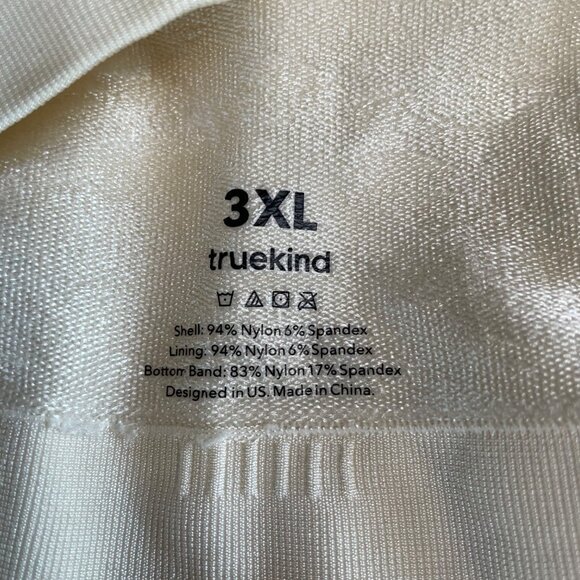 3XL
truekind
Shell: 94% Nylon 6% Spandex
Lining: 94% Nylon 6% Spandex
Bottom Band: 83% Nylon 17% Spandex
Designed in US. Made in China.